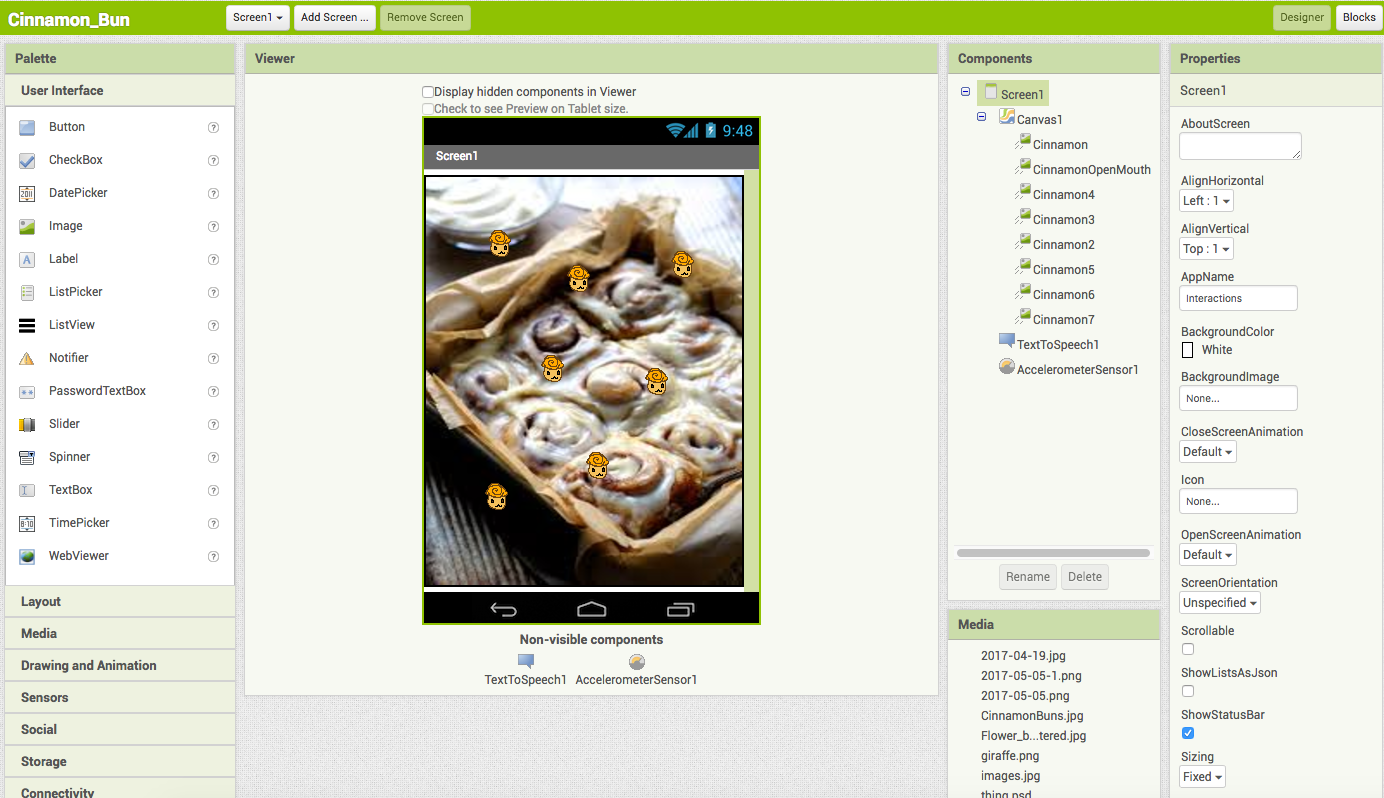 Cinnamon_Bun
Screen1
Add Screen ...
Remove Screen
Designer
Blocks
Palette
User Interface
Button
?
CheckBox
?
DatePicker
?
Image
?
Label
?
ListPicker
?
ListView
?
Notifier
?
PasswordTextBox
?
Slider
?
Spinner
?
TextBox
?
TimePicker
?
WebViewer
?
Layout
Media
Drawing and Animation
Sensors
Social
Storage
Connectivity
Viewer
Display hidden components in Viewer
Check to see Preview on Tablet size.
9:48
Screen1
Non-visible components
TextToSpeech1
AccelerometerSensor1
Components
Screen1
Canvas1
Cinnamon
CinnamonOpenMouth
Cinnamon4
Cinnamon3
Cinnamon2
Cinnamon5
Cinnamon6
Cinnamon7
TextToSpeech1
AccelerometerSensor1
Rename
Delete
Media
2017-04-19.jpg
2017-05-05-1.png
2017-05-05.png
CinnamonBuns.jpg
Flower_b...tered.jpg
giraffe.png
images.jpg
thing.psd
Properties
Screen1
AboutScreen
AlignHorizontal
Left : 1
AlignVertical
Top : 1
AppName
Interactions
BackgroundColor
White
BackgroundImage
None...
CloseScreenAnimation
Default
Icon
None...
OpenScreenAnimation
Default
ScreenOrientation
Unspecified
Scrollable
ShowListsAsJson
ShowStatusBar
Sizing
Fixed